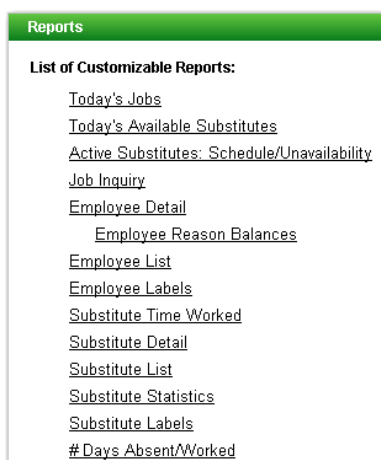 Reports
List of Customizable Reports:
Today's Jobs
Today's Available Substitutes
Active Substitutes: Schedule/Unavailability
Job Inquiry
Employee Detail
Employee Reason Balances
Employee List
Employee Labels
Substitute Time Worked
Substitute Detail
Substitute List
Substitute Statistics
Substitute Labels
# Days Absent/Worked